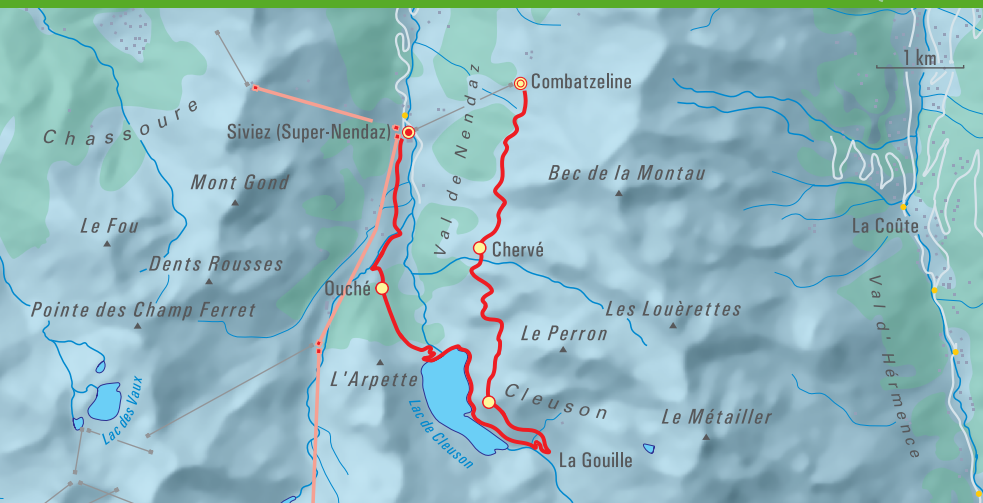 1 km
Combatzeline
Chassoure
Siviez (Super-Nendaz)
Val de Nendaz
Bec de la Montau
Mont Gond
Le Fou
La Coûte
Chervé
Dents Rousses
Ouché
Pointe des Champ Ferret
Les Louèrettes
Le Perron
Val d'Hérmence
L'Arpette
Cleuson
Lac des Vaux
Lac de Cleuson
Le Métailler
La Gouille